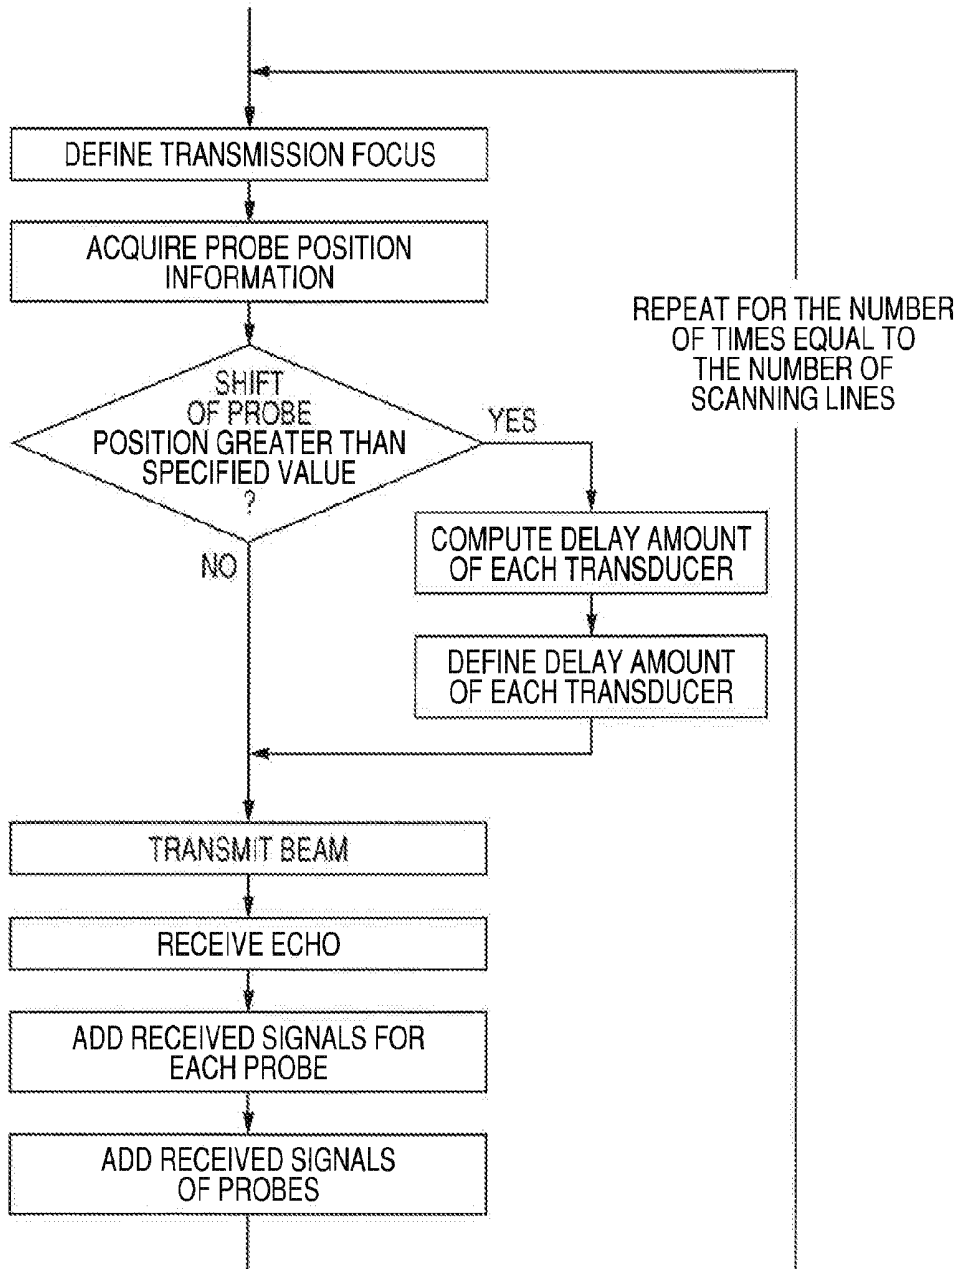 DEFINE TRANSMISSION FOCUS
ACQUIRE PROBE POSITION
INFORMATION
REPEAT FOR THE NUMBER
OF TIMES EQUAL TO
THE NUMBER OF
SCANNING LINES
SHIFT
OF PROBE
POSITION GREATER THAN
SPECIFIED VALUE
?
YES
NO
COMPUTE DELAY AMOUNT
OF EACH TRANSDUCER
DEFINE DELAY AMOUNT
OF EACH TRANSDUCER
TRANSMIT BEAM
RECEIVE ECHO
ADD RECEIVED SIGNALS FOR
EACH PROBE
ADD RECEIVED SIGNALS
OF PROBES